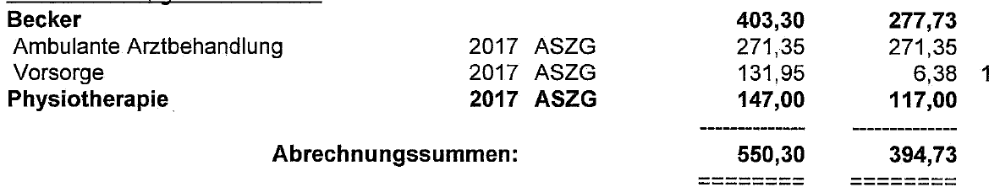 Becker 403,30 277,73
Ambulante Arztbehandlung 2017 ASZG 271,35 271,35
Vorsorge 2017 ASZG 131,95 6,38 1
Physiotherapie 2017 ASZG 147,00 117,00
------------- -------------
Abrechnungssummen: 550,30 394,73
======== ========